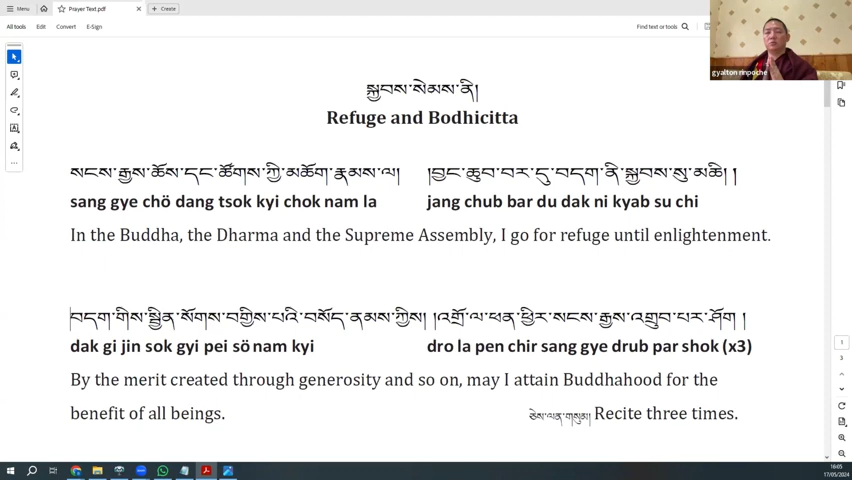 Menu
Prayer Text.pdf
Create
All tools Edit Convert E-Sign
Find text or tools
gyalton rinpoche
སྐྱབས་སེམས་ནི།
Refuge and Bodhicitta
སངས་རྒྱས་ཆོས་དང་ཚོགས་ཀྱི་མཆོག་རྣམས་ལ། །བྱང་ཆུབ་བར་དུ་བདག་ནི་སྐྱབས་སུ་མཆི། །
sang gye chö dang tsok kyi chok nam la jang chub bar du dak ni kyab su chi
In the Buddha, the Dharma and the Supreme Assembly, I go for refuge until enlightenment.
བདག་གིས་སྦྱིན་སོགས་བགྱིས་པའི་བསོད་ནམས་ཀྱིས། །འགྲོ་ལ་ཕན་ཕྱིར་སངས་རྒྱས་འགྲུབ་པར་ཤོག །
dak gi jin sok gyi pei sö nam kyi dro la pen chir sang gye drub par shok (x3)
By the merit created through generosity and so on, may I attain Buddhahood for the
benefit of all beings. ཅེས་ལན་གསུམ། Recite three times.
1
3
18:05
17/05/2024